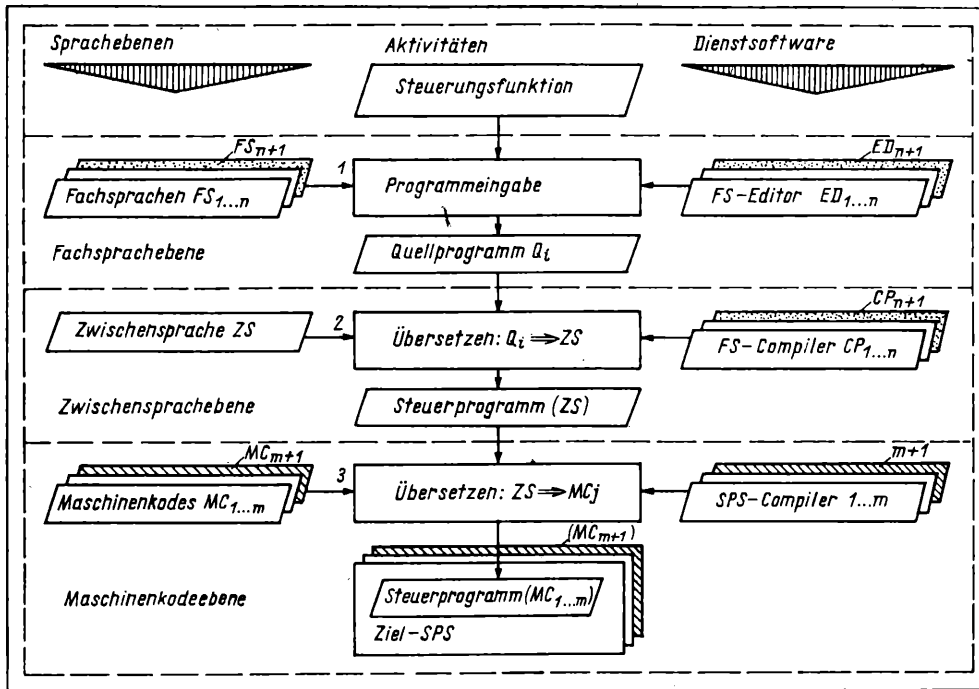 Sprachebenen
Aktivitäten
Dienstsoftware
Steuerungsfunktion
FSn+1
1
EDn+1
Fachsprachen FS1...n
Programmeingabe
FS-Editor ED1...n
Fachsprachebene
Quellprogramm Qi
CPn+1
Zwischensprache ZS
2
Übersetzen: Qi ⇒ ZS
FS-Compiler CP1...n
Zwischensprachebene
Steuerprogramm (ZS)
MCm+1
3
m+1
Maschinenkodes MC1...m
Übersetzen: ZS ⇒ MCj
SPS-Compiler 1...m
(MCm+1)
Maschinenkodeebene
Steuerprogramm (MC1...m)
Ziel-SPS